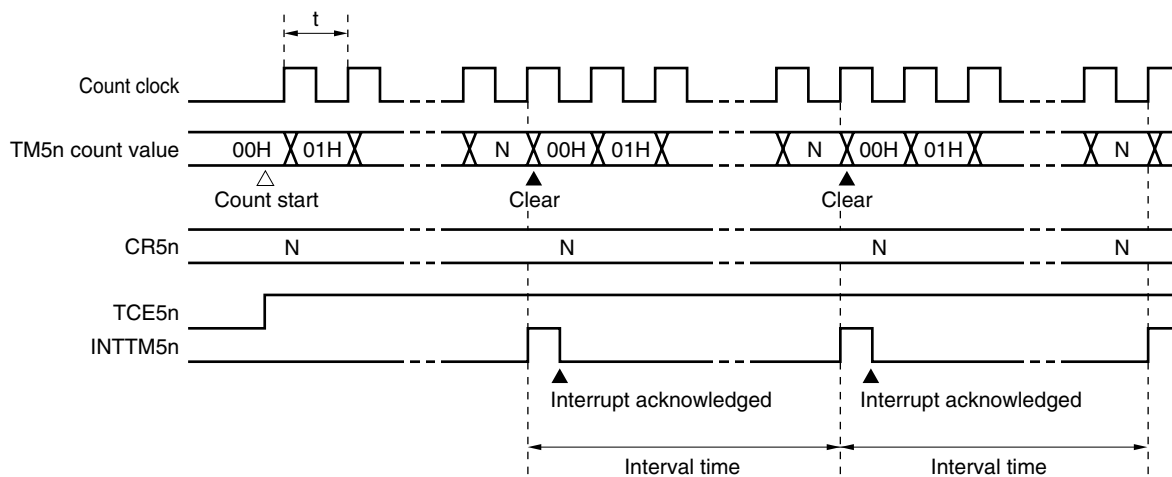 t
Count clock
TM5n count value 00H 01H N 00H 01H N 00H 01H N
Count start Clear Clear
CR5n N N N N
TCE5n
INTTM5n
Interrupt acknowledged Interrupt acknowledged
Interval time Interval time